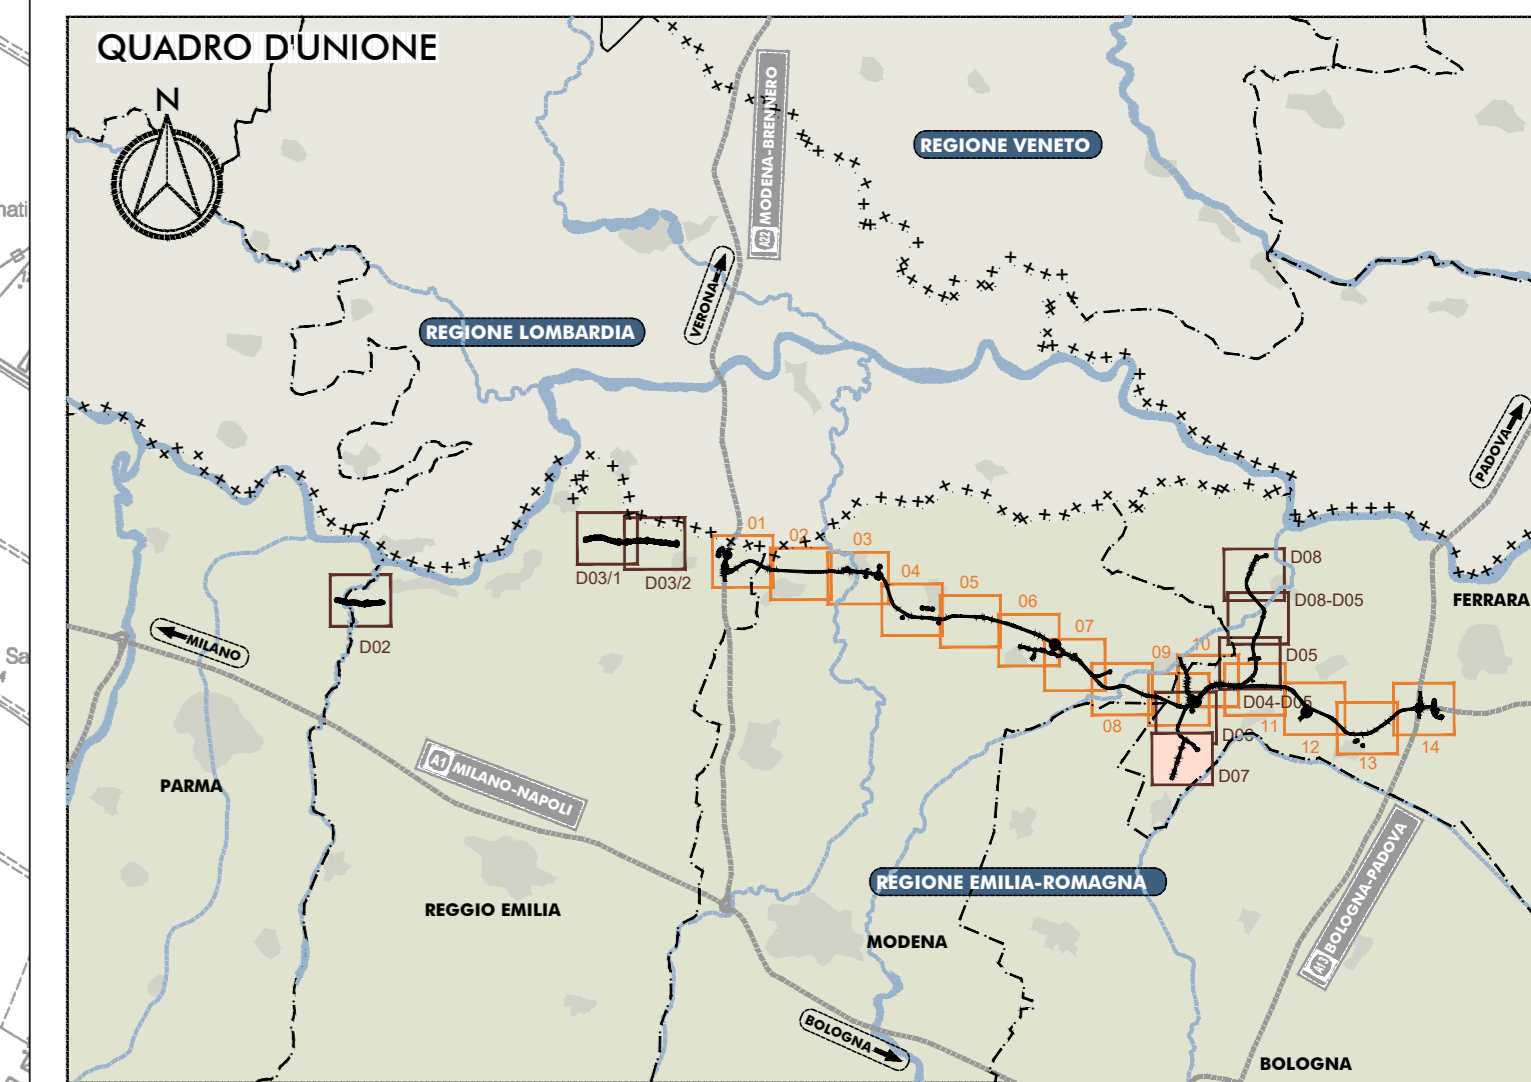 QUADRO D'UNIONE
N
A22 MODENA-BRENNERO
REGIONE VENETO
VERONA
REGIONE LOMBARDIA
PADOVA
01
02
03
04
05
06
07
08
09
10
11
12
13
14
D03/1
D03/2
D02
D08
D08-D05
D05
D04-D05
D07
FERRARA
MILANO
PARMA
A1 MILANO-NAPOLI
REGGIO EMILIA
REGIONE EMILIA-ROMAGNA
MODENA
A13 BOLOGNA-PADOVA
BOLOGNA
BOLOGNA
Sa